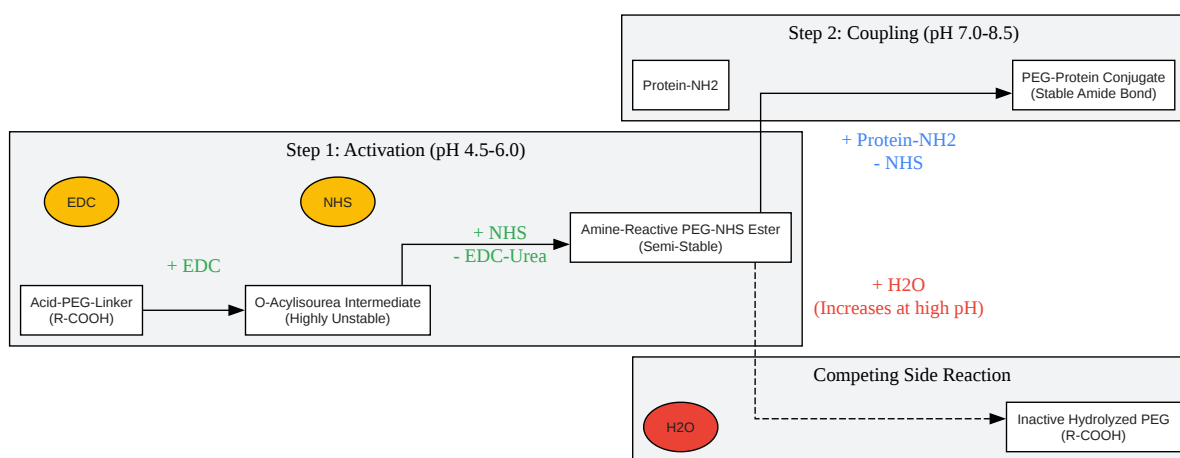 Step 2: Coupling (pH 7.0-8.5)
Protein-NH2
PEG-Protein Conjugate
(Stable Amide Bond)
+ Protein-NH2
- NHS
Step 1: Activation (pH 4.5-6.0)
EDC
NHS
Amine-Reactive PEG-NHS Ester
(Semi-Stable)
+ NHS
- EDC-Urea
+ EDC
Acid-PEG-Linker
(R-COOH)
O-Acylisourea Intermediate
(Highly Unstable)
+ H2O
(Increases at high pH)
Competing Side Reaction
H2O
Inactive Hydrolyzed PEG
(R-COOH)